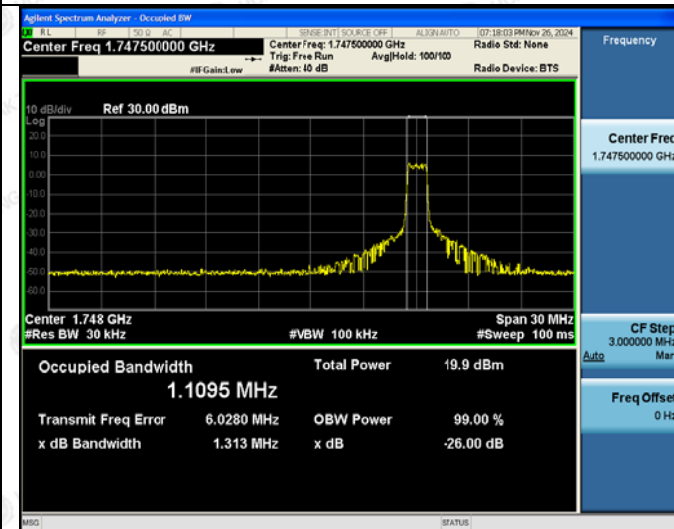 Agilent Spectrum Analyzer - Occupied BW
RL RF 50 Ω AC SENSE:INT SOURCE OFF ALIGN AUTO 07:18:03 PM Nov 26, 2024
Center Freq 1.747500000 GHz
Center Freq: 1.747500000 GHz
Radio Std: None
Trig: Free Run Avg|Hold: 100/100
#IFGain:Low
#Atten: 40 dB
Radio Device: BTS
Frequency
10 dB/div Ref 30.00 dBm
Log
20.0
10.0
0.00
-10.0
-20.0
-30.0
-40.0
-50.0
-60.0
Center 1.748 GHz
Span 30 MHz
#Res BW 30 kHz
#VBW 100 kHz
#Sweep 100 ms
Center Freq
1.747500000 GHz
CF Step
3.000000 MHz
Auto Man
Freq Offset
0 Hz
Occupied Bandwidth
1.1095 MHz
Total Power 19.9 dBm
Transmit Freq Error 6.0280 MHz
OBW Power 99.00 %
x dB Bandwidth 1.313 MHz
x dB -26.00 dB
MSG
STATUS